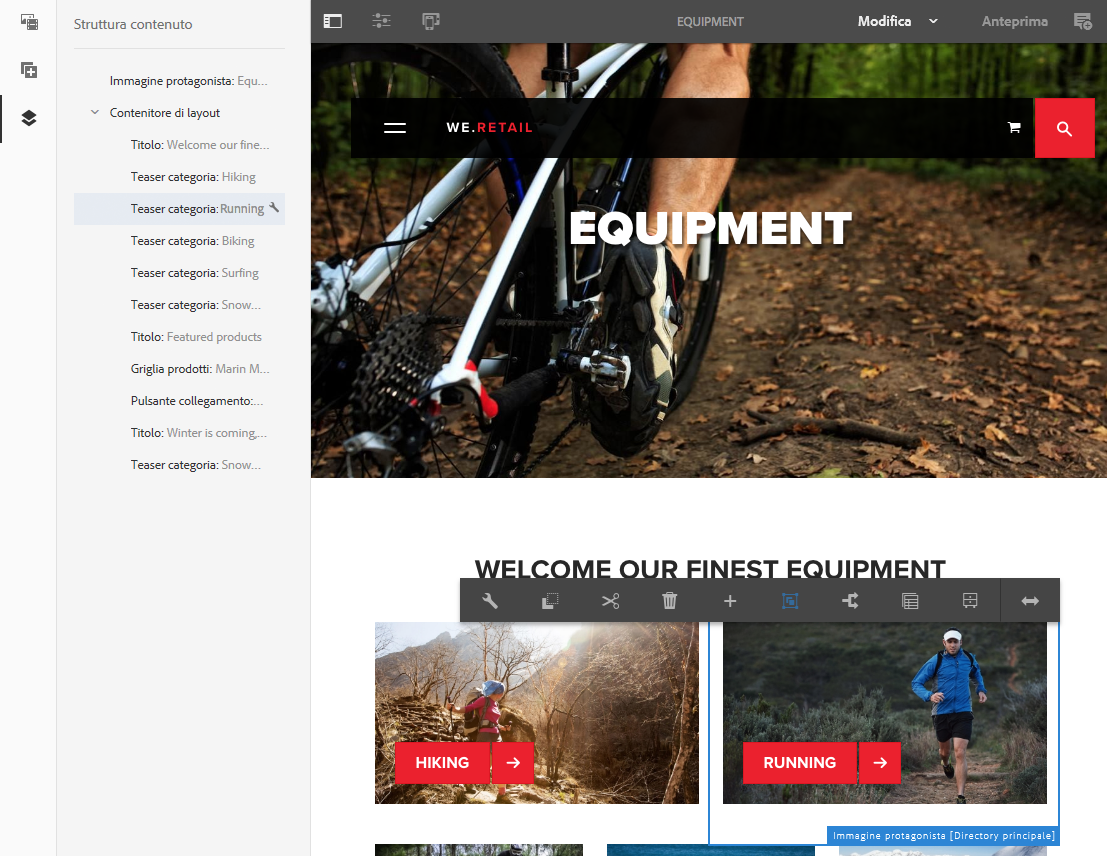 Struttura contenuto
Immagine protagonista: Equ...
Contenitore di layout
Titolo: Welcome our fine...
Teaser categoria: Hiking
Teaser categoria: Running
Teaser categoria: Biking
Teaser categoria: Surfing
Teaser categoria: Snow...
Titolo: Featured products
Griglia prodotti: Marin M...
Pulsante collegamento:...
Titolo: Winter is coming,...
Teaser categoria: Snow...
EQUIPMENT
Modifica
Anteprima
WE.RETAIL
EQUIPMENT
WELCOME OUR FINEST EQUIPMENT
HIKING
RUNNING
Immagine protagonista [Directory principale]